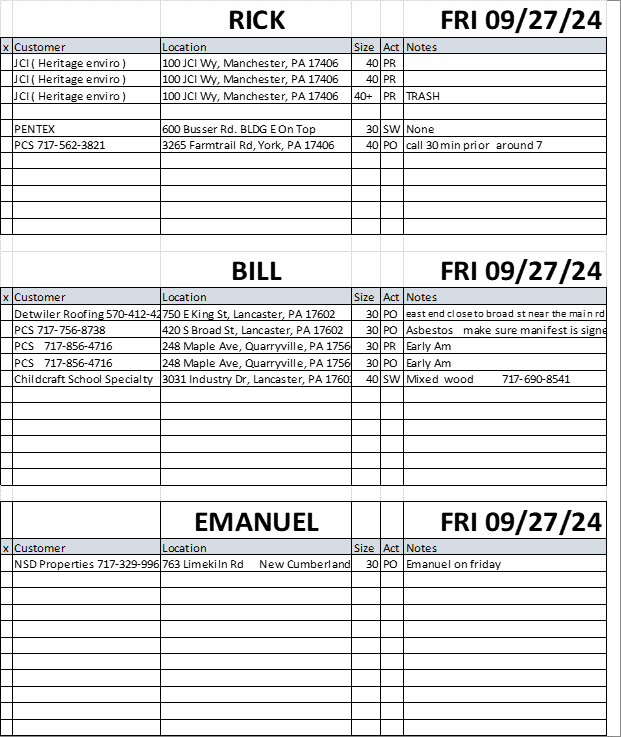 RICK FRI 09/27/24
x Customer Location Size Act Notes
JCI ( Heritage enviro ) 100 JCI Wy, Manchester, PA 17406 40 PR
JCI ( Heritage enviro ) 100 JCI Wy, Manchester, PA 17406 40 PR
JCI ( Heritage enviro ) 100 JCI Wy, Manchester, PA 17406 40+ PR TRASH
PENTEX 600 Busser Rd. BLDG E On Top 30 SW None
PCS 717-562-3821 3265 Farmtrail Rd, York, PA 17406 40 PO call 30 min prior around 7
BILL FRI 09/27/24
x Customer Location Size Act Notes
Detwiler Roofing 570-412-42 750 E King St, Lancaster, PA 17602 30 PO east end close to broad st near the main rd
PCS 717-756-8738 420 S Broad St, Lancaster, PA 17602 30 PO Asbestos make sure manifest is signe
PCS 717-856-4716 248 Maple Ave, Quarryville, PA 1756 30 PR Early Am
PCS 717-856-4716 248 Maple Ave, Quarryville, PA 1756 30 PO Early Am
Childcraft School Specialty 3031 Industry Dr, Lancaster, PA 1760 40 SW Mixed wood 717-690-8541
EMANUEL FRI 09/27/24
x Customer Location Size Act Notes
NSD Properties 717-329-996 763 Limekiln Rd New Cumberland 30 PO Emanuel on friday